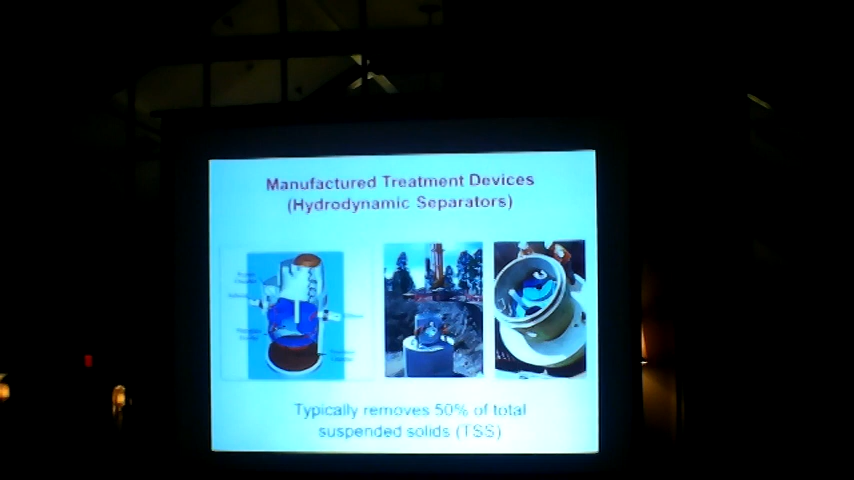 Manufactured Treatment Devices
(Hydrodynamic Separators)
Typically removes 50% of total
suspended solids (TSS)